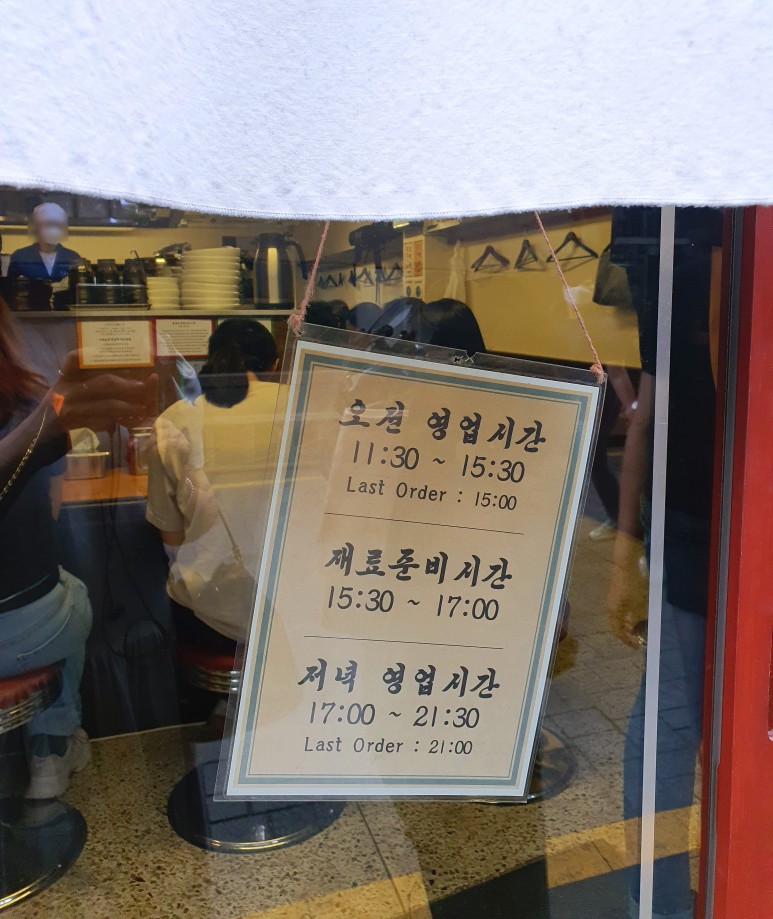 오전 영업시간
11:30 ~ 15:30
Last Order : 15:00
재료준비시간
15:30 ~ 17:00
저녁 영업시간
17:00 ~ 21:30
Last Order : 21:00